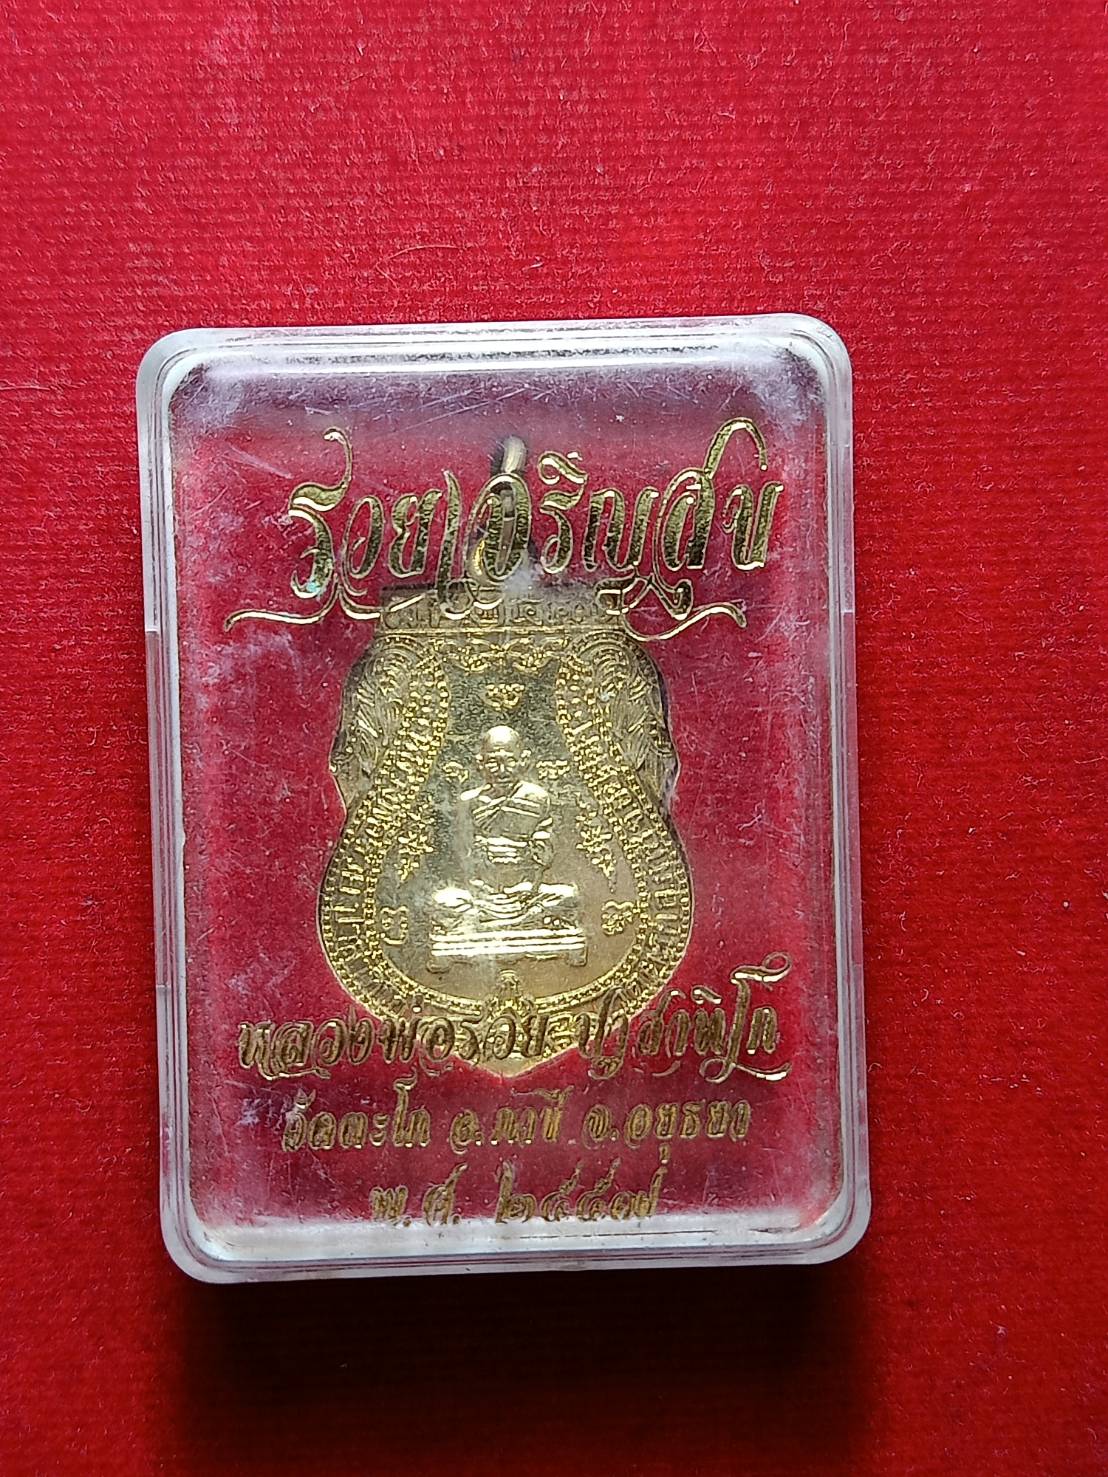 รวยเจริญสุข
หลวงพ่อรวย ปาสาทิโก
วัดตะโก อ.ภาชี จ.อยุธยา
พ.ศ. ๒๕๕๗